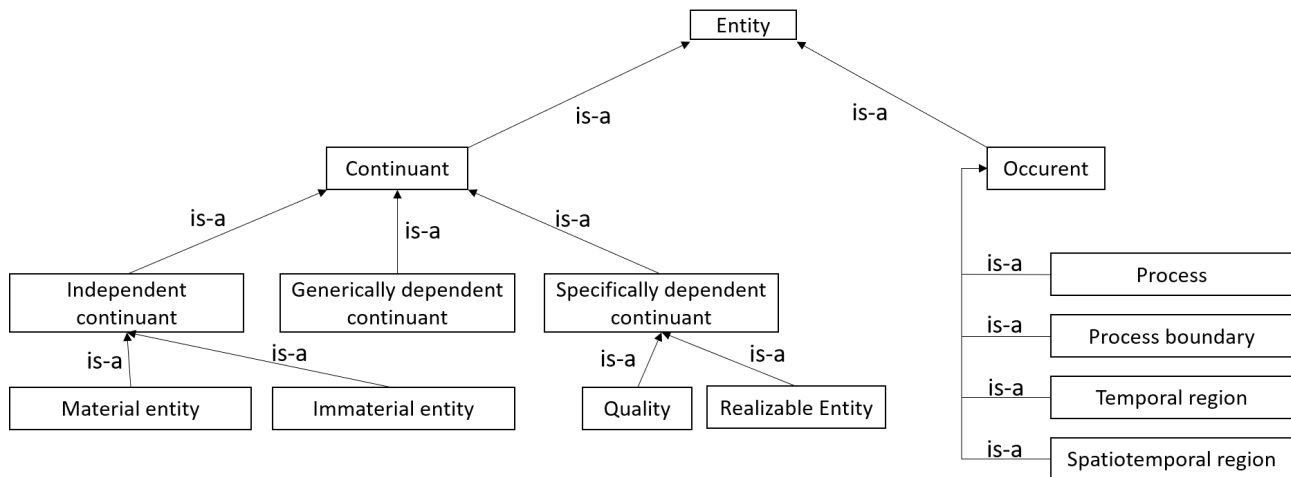 Entity
is-a
is-a
Continuant
Occurent
is-a
is-a
is-a
Independent
continuant
Generically dependent
continuant
Specifically dependent
continuant
is-a
Process
is-a
Process boundary
is-a
is-a
is-a
is-a
Material entity
Immaterial entity
Quality
Realizable Entity
is-a
Temporal region
is-a
Spatiotemporal region